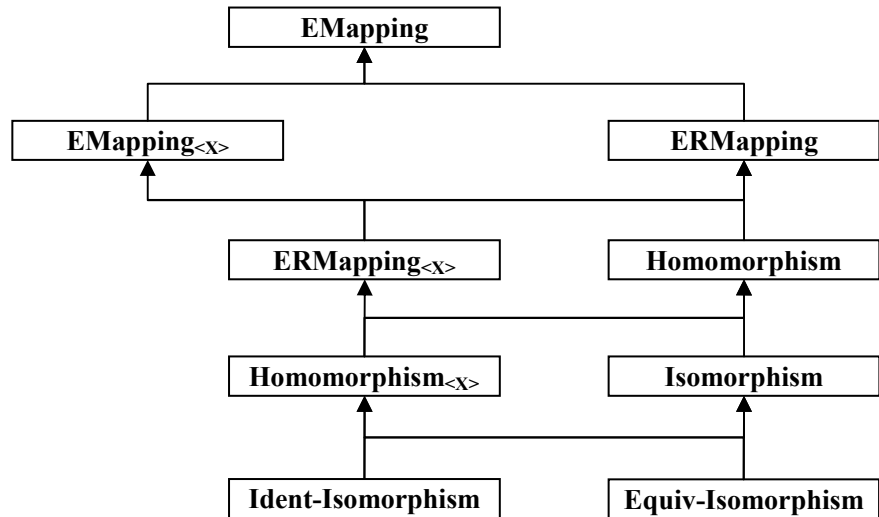 EMapping
EMapping<X> ERMapping
ERMapping<X> Homomorphism
Homomorphism<X> Isomorphism
Ident-Isomorphism Equiv-Isomorphism